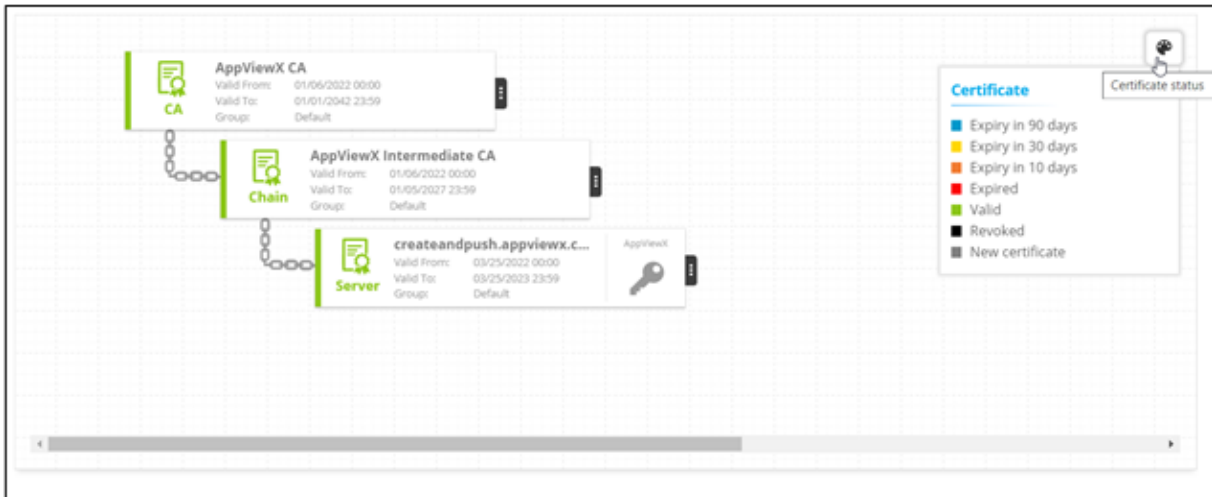 AppViewX CA
Valid From: 01/06/2022 00:00
Valid To: 01/01/2042 23:59
Group: Default
CA
AppViewX Intermediate CA
Valid From: 01/06/2022 00:00
Valid To: 01/05/2027 23:59
Group: Default
Chain
createandpush.appviewx.c...
Valid From: 03/25/2022 00:00
Valid To: 03/25/2023 23:59
Group: Default
Server
AppViewX
Certificate status
Certificate
Expiry in 90 days
Expiry in 30 days
Expiry in 10 days
Expired
Valid
Revoked
New certificate